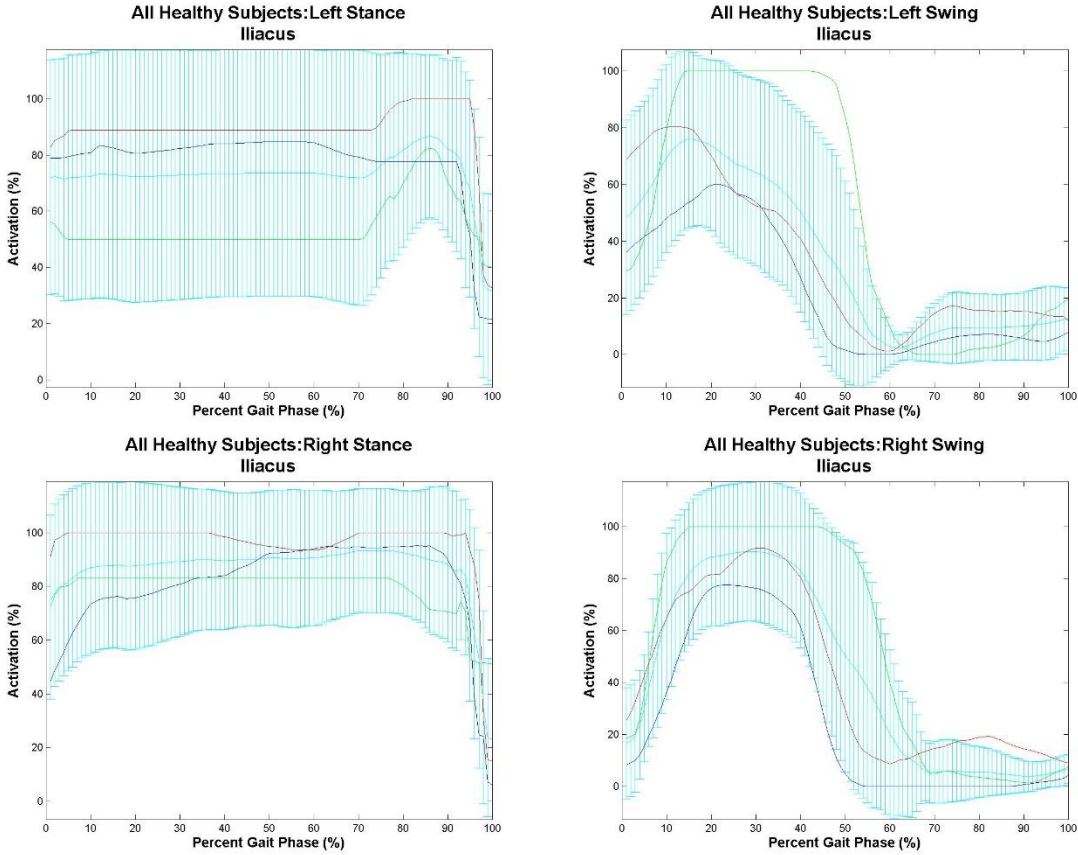 All Healthy Subjects:Left Stance
Iliacus
Activation (%)
100
80
60
40
20
0
0 10 20 30 40 50 60 70 80 90 100
Percent Gait Phase (%)
All Healthy Subjects:Left Swing
Iliacus
Activation (%)
100
80
60
40
20
0
0 10 20 30 40 50 60 70 80 90 100
Percent Gait Phase (%)
All Healthy Subjects:Right Stance
Iliacus
Activation (%)
100
80
60
40
20
0
0 10 20 30 40 50 60 70 80 90 100
Percent Gait Phase (%)
All Healthy Subjects:Right Swing
Iliacus
Activation (%)
100
80
60
40
20
0
0 10 20 30 40 50 60 70 80 90 100
Percent Gait Phase (%)